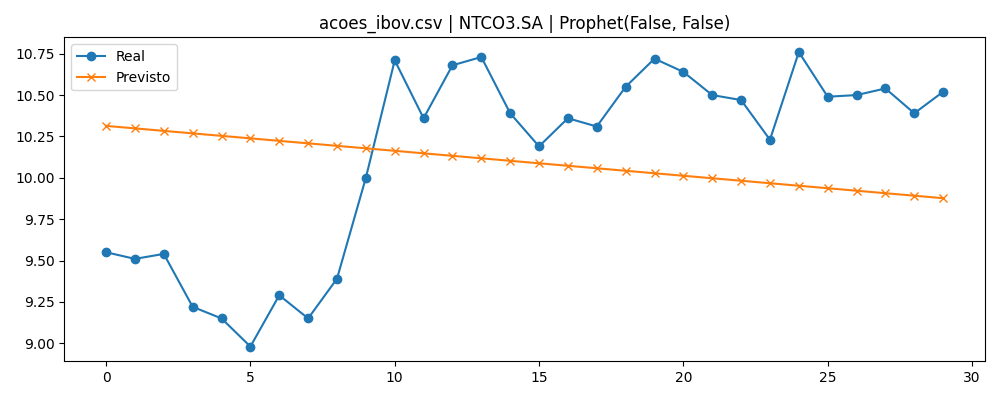 acoes_ibov.csv | NTCO3.SA | Prophet(False, False)
Real
Previsto
10.75
10.50
10.25
10.00
9.75
9.50
9.25
9.00
0 5 10 15 20 25 30